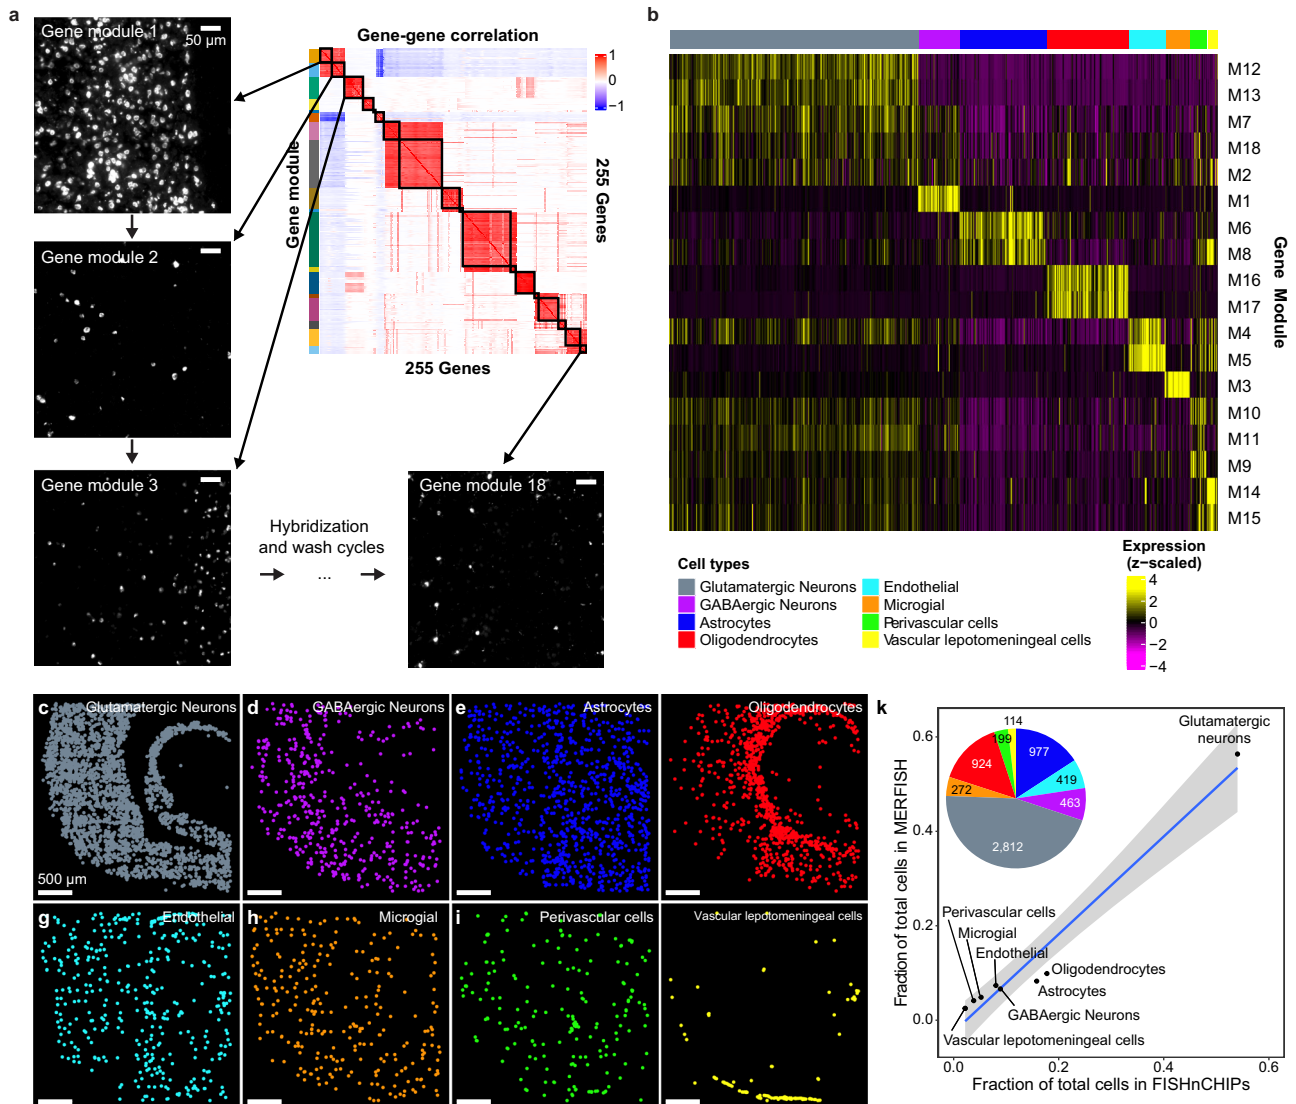 a
Gene module 1
50 µm
Gene module 2
Gene module 3
Hybridization
and wash cycles
...
Gene module 18
Gene-gene correlation
1
0
−1
Gene module
255 Genes
255 Genes
b
M12
M13
M7
M18
M2
M1
M6
M8
M16
M17
M4
M5
M3
M10
M11
M9
M14
M15
Gene Module
Cell types
Glutamatergic Neurons
GABAergic Neurons
Astrocytes
Oligodendrocytes
Endothelial
Microgial
Perivascular cells
Vascular lepotomeningeal cells
Expression
(z−scaled)
4
2
0
−2
−4
c
Glutamatergic Neurons
500 µm
d
GABAergic Neurons
e
Astrocytes
Oligodendrocytes
g
Endothelial
h
Microgial
i
Perivascular cells
Vascular lepotomeningeal cells
k
Fraction of total cells in MERFISH
0.6
0.4
0.2
0.0
114
199
977
924
419
272
463
2,812
Glutamatergic
neurons
Perivascular cells
Microgial
Endothelial
Oligodendrocytes
Astrocytes
GABAergic Neurons
Vascular lepotomeningeal cells
0.0
0.2
0.4
0.6
Fraction of total cells in FISHnCHIPs